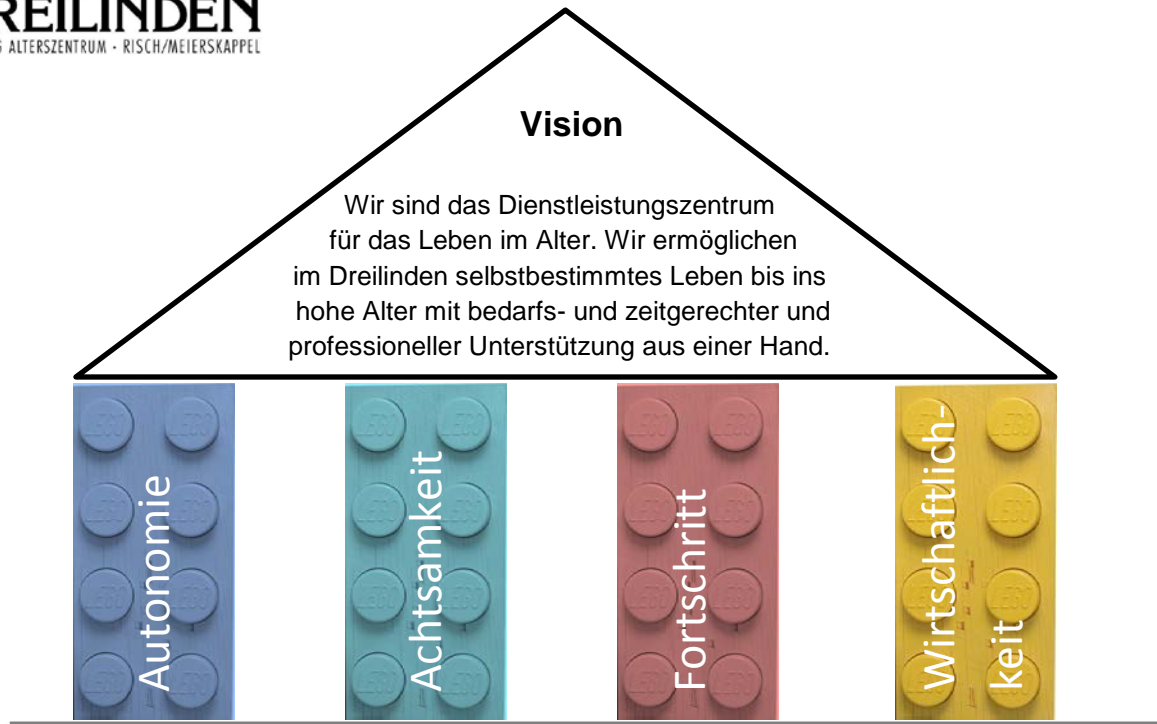 REILINDEN
ALTERSZENTRUM - RISCH/MEIERSKAPPEL
Vision
Wir sind das Dienstleistungszentrum
für das Leben im Alter. Wir ermöglichen
im Dreilinden selbstbestimmtes Leben bis ins
hohe Alter mit bedarfs- und zeitgerechter und
professioneller Unterstützung aus einer Hand.
Autonomie
Achtsamkeit
Fortschritt
Wirtschaftlich-
keit